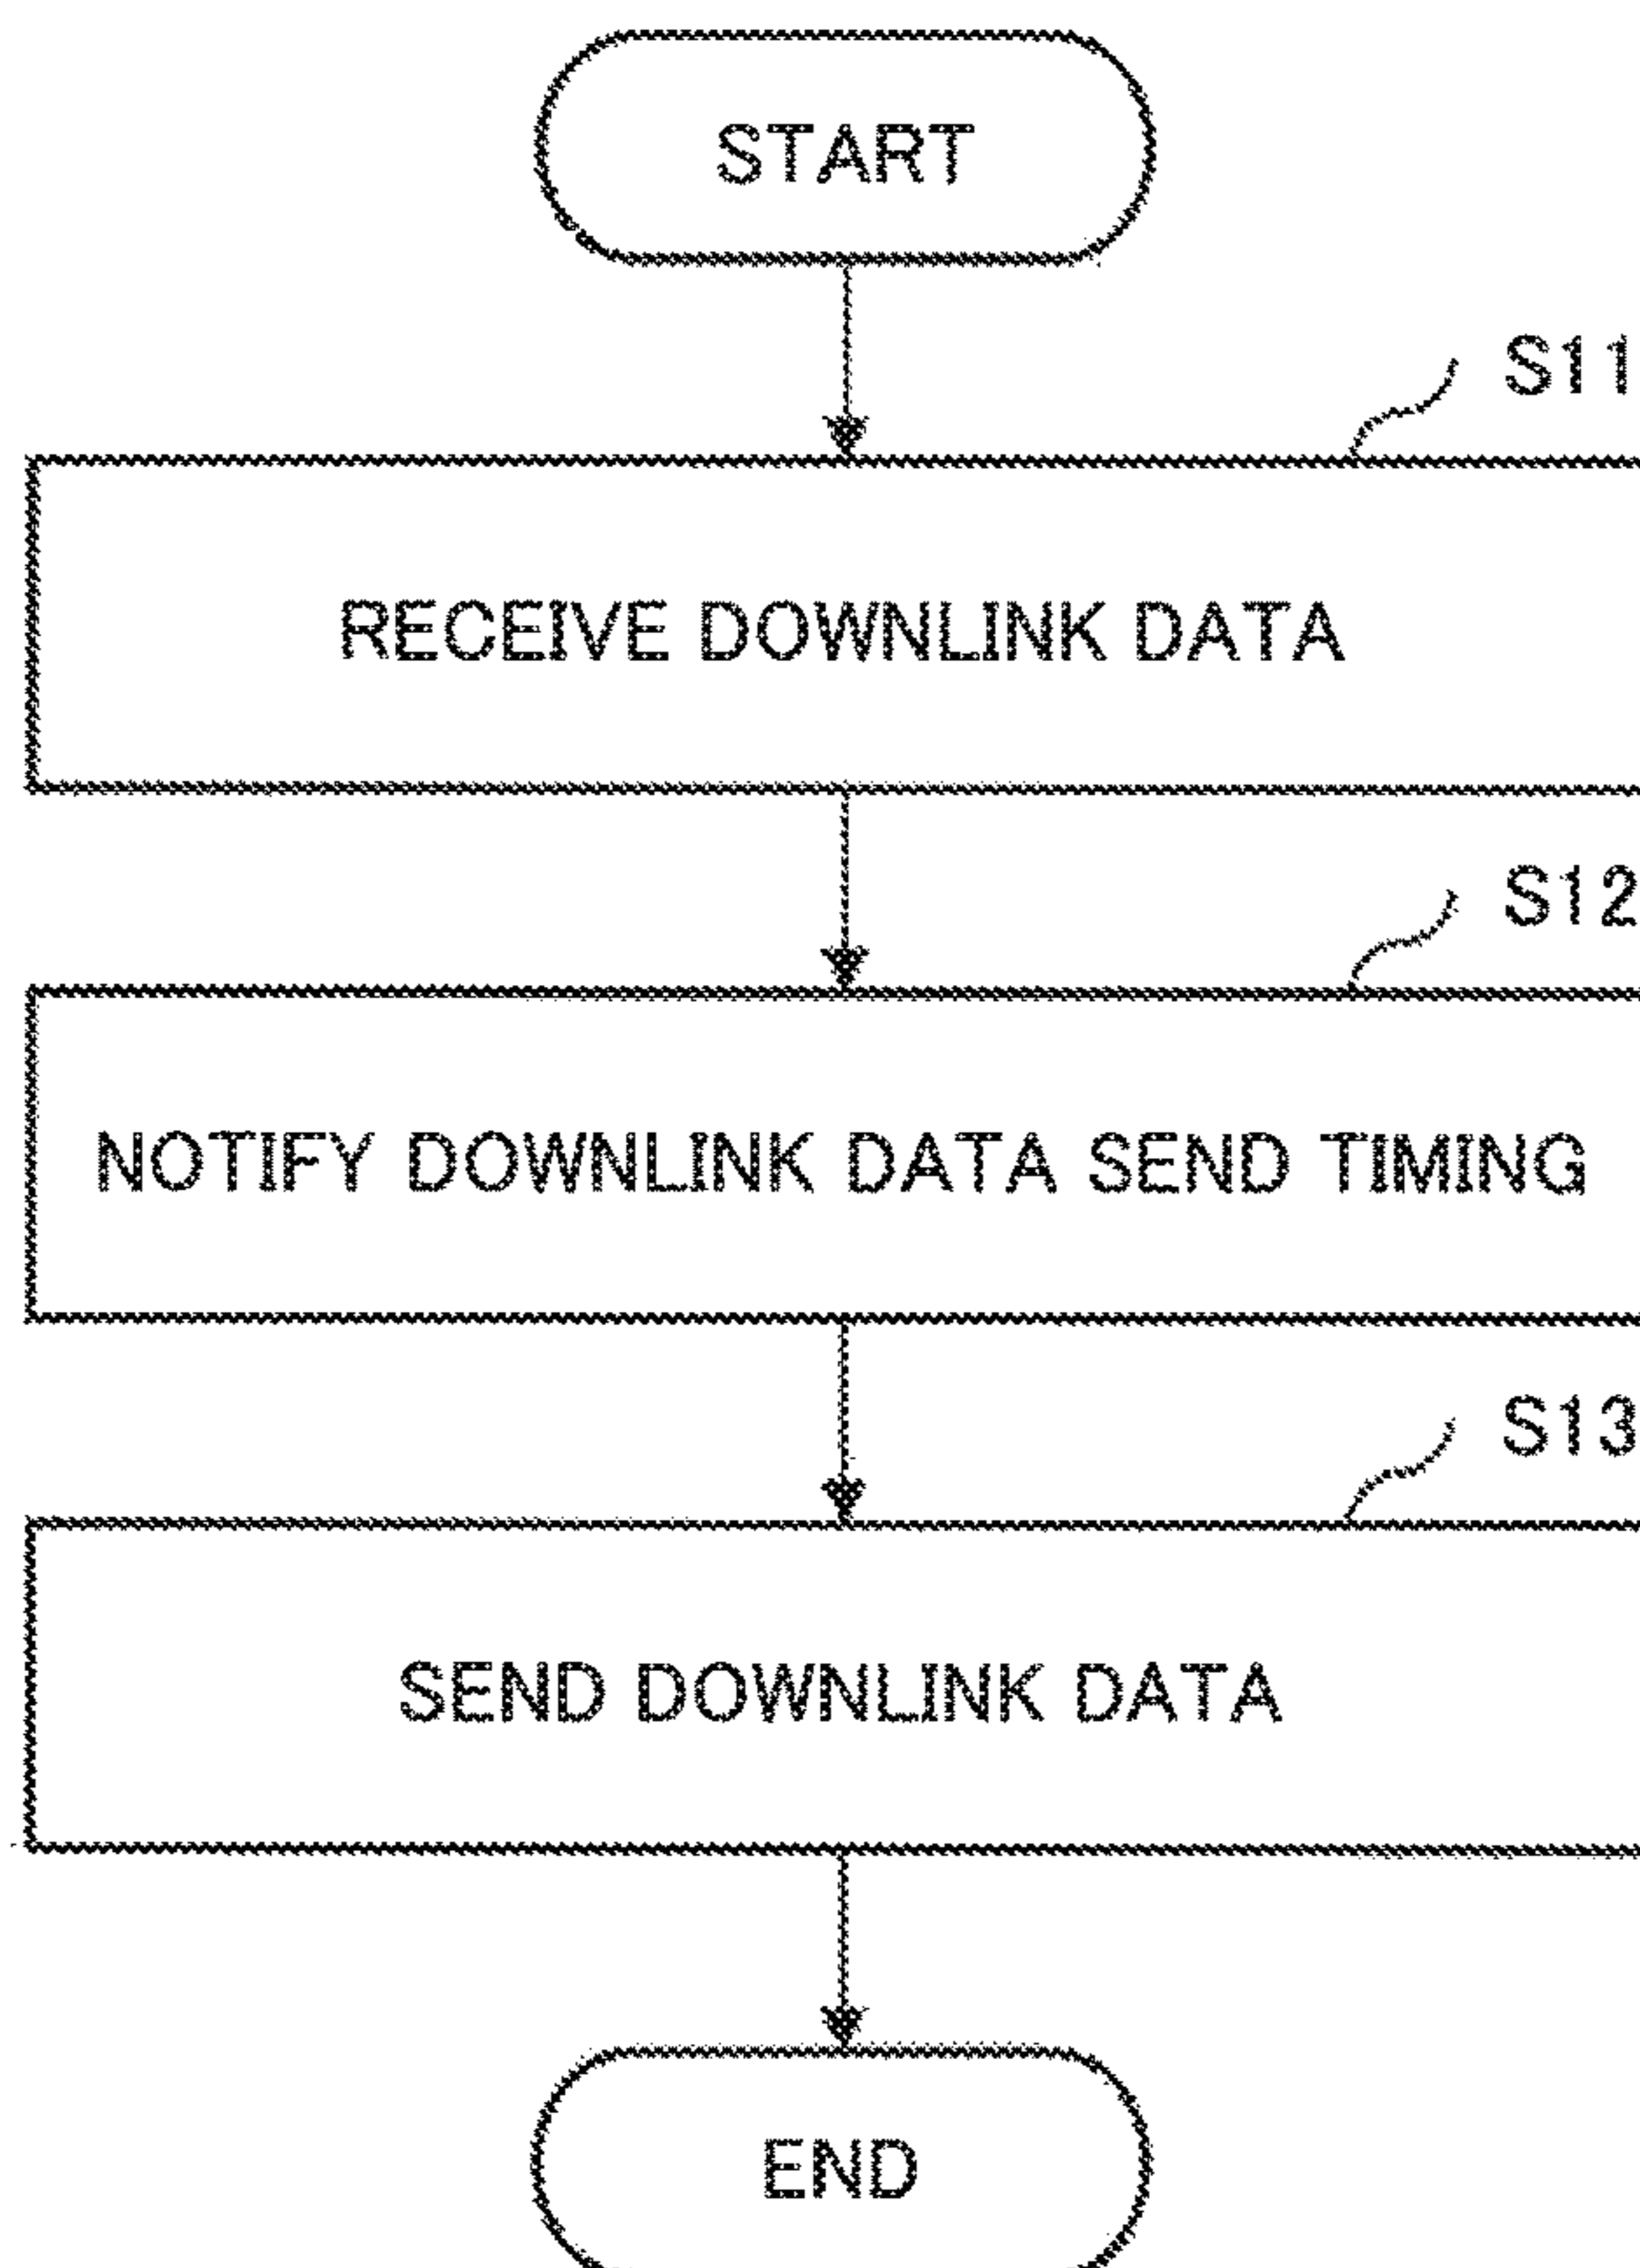 START
S11
RECEIVE DOWNLINK DATA
S12
NOTIFY DOWNLINK DATA SEND TIMING
S13
SEND DOWNLINK DATA
END